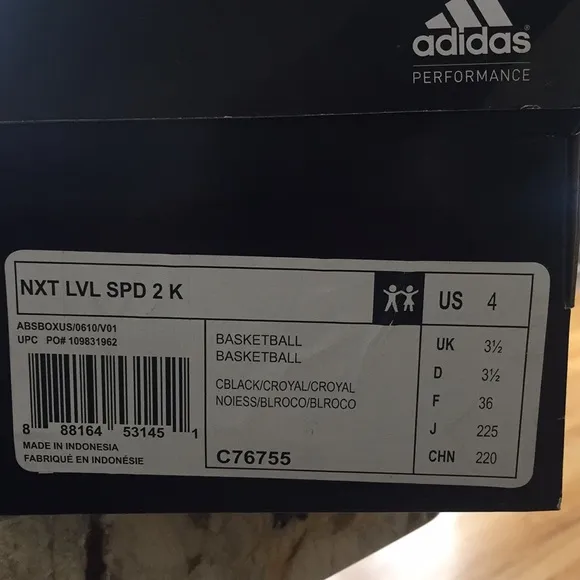 adidas
PERFORMANCE
NXT LVL SPD 2 K
US 4
ABSBOXUS/0610/V01
UPC PO# 109831962
8 88164 53145 1
MADE IN INDONESIA
FABRIQUÉ EN INDONÉSIE
BASKETBALL
BASKETBALL
CBLACK/CROYAL/CROYAL
NOIESS/BLROCO/BLROCO
C76755
UK 3½
D 3½
F 36
J 225
CHN 220